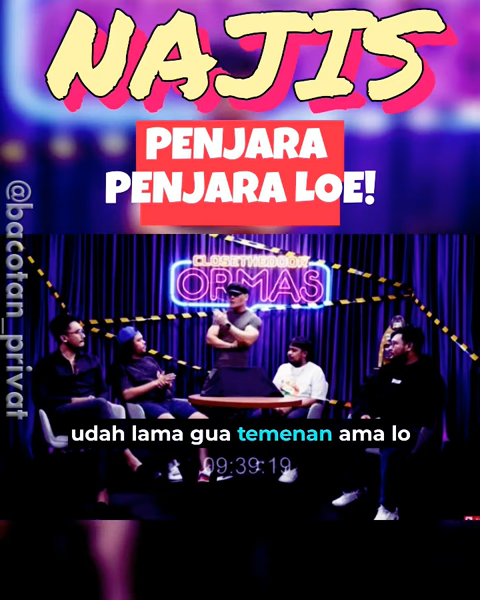 NAJIS
PENJARA
PENJARA LOE!
@bacotan_privat
CLOSETHEDOOR
ORMAS
udah lama gua temenan ama lo
09:39:19